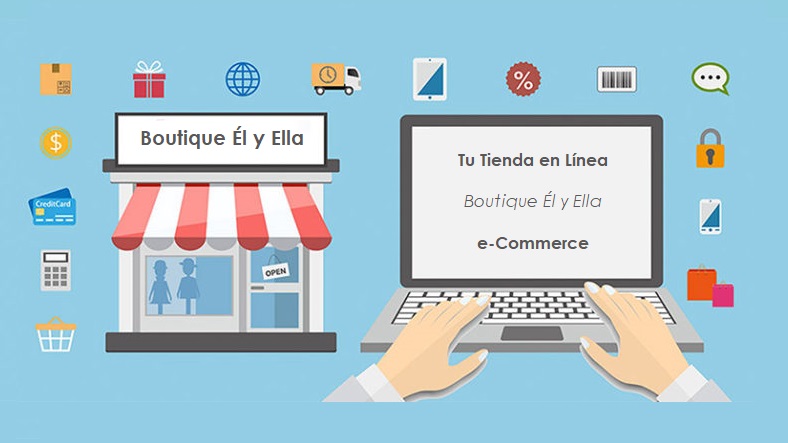 Boutique Él y Ella
Tu Tienda en Línea
Boutique Él y Ella
e-Commerce
CreditCard
OPEN
%
$